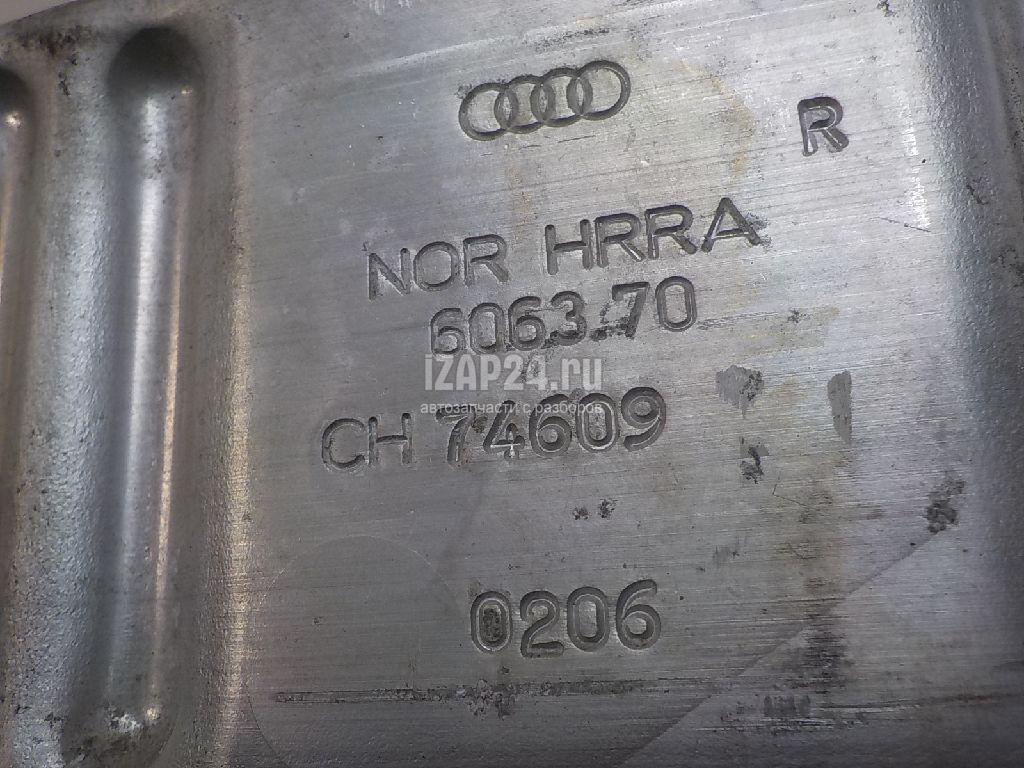 R
NOR HRRA
6063.70
iZAP24.ru
автозапчасти с разборов
CH 74609
0206